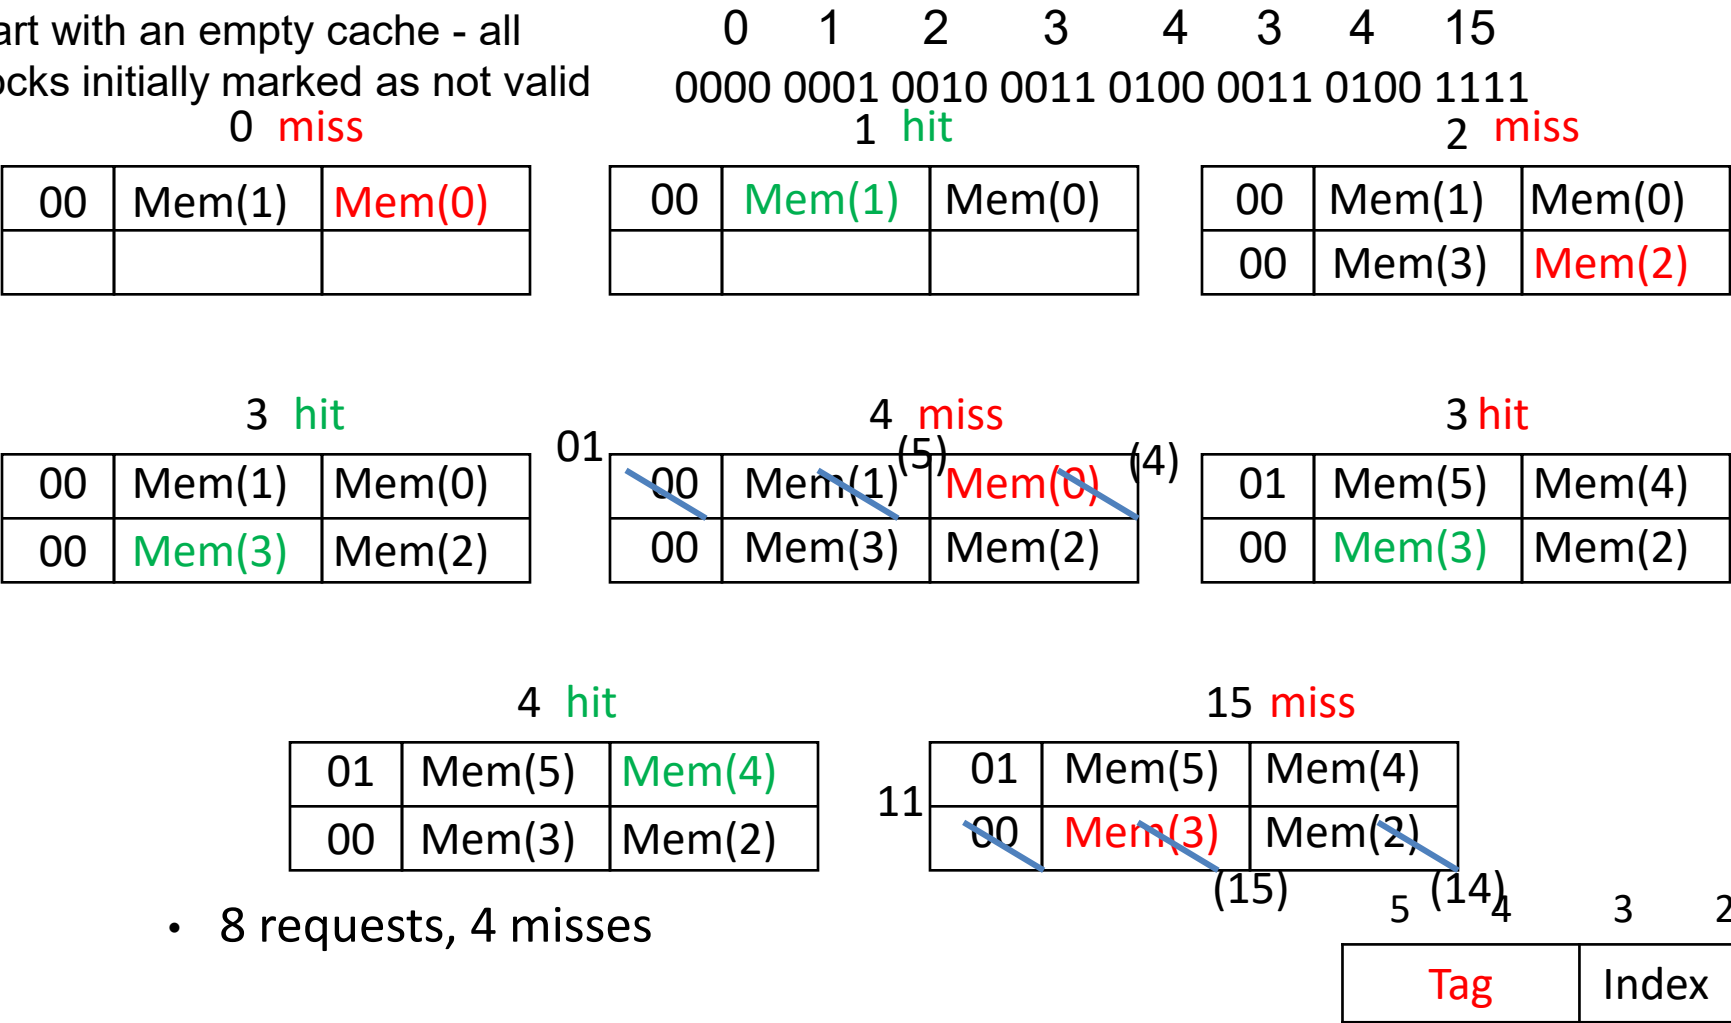 art with an empty cache - all
ocks initially marked as not valid
0 1 2 3 4 3 4 15
0000 0001 0010 0011 0100 0011 0100 1111
0 miss
00 Mem(1) Mem(0)
1 hit
00 Mem(1) Mem(0)
2 miss
00 Mem(1) Mem(0)
00 Mem(3) Mem(2)
3 hit
00 Mem(1) Mem(0)
00 Mem(3) Mem(2)
4 miss
01 (5) (4)
00 Mem(1) Mem(0)
00 Mem(3) Mem(2)
3 hit
01 Mem(5) Mem(4)
00 Mem(3) Mem(2)
4 hit
01 Mem(5) Mem(4)
00 Mem(3) Mem(2)
15 miss
01 Mem(5) Mem(4)
11
00 Mem(3) Mem(2)
(15) (14)
• 8 requests, 4 misses
5 4 3 2
Tag Index